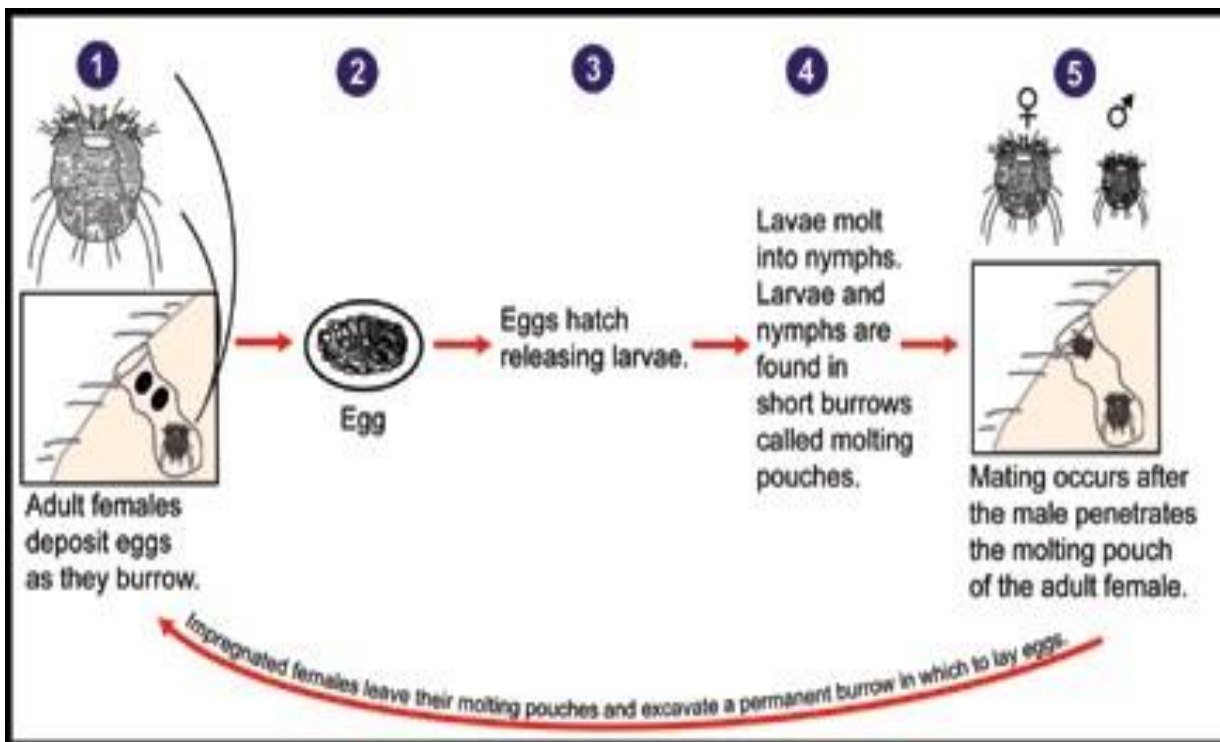 1
2
3
4
5
♀
♂
Adult females
deposit eggs
as they burrow.
Egg
Eggs hatch
releasing larvae.
Lavae molt
into nymphs.
Larvae and
nymphs are
found in
short burrows
called molting
pouches.
Mating occurs after
the male penetrates
the molting pouch
of the adult female.
Impregnated females leave their molting pouches and excavate a permanent burrow in which to lay eggs.